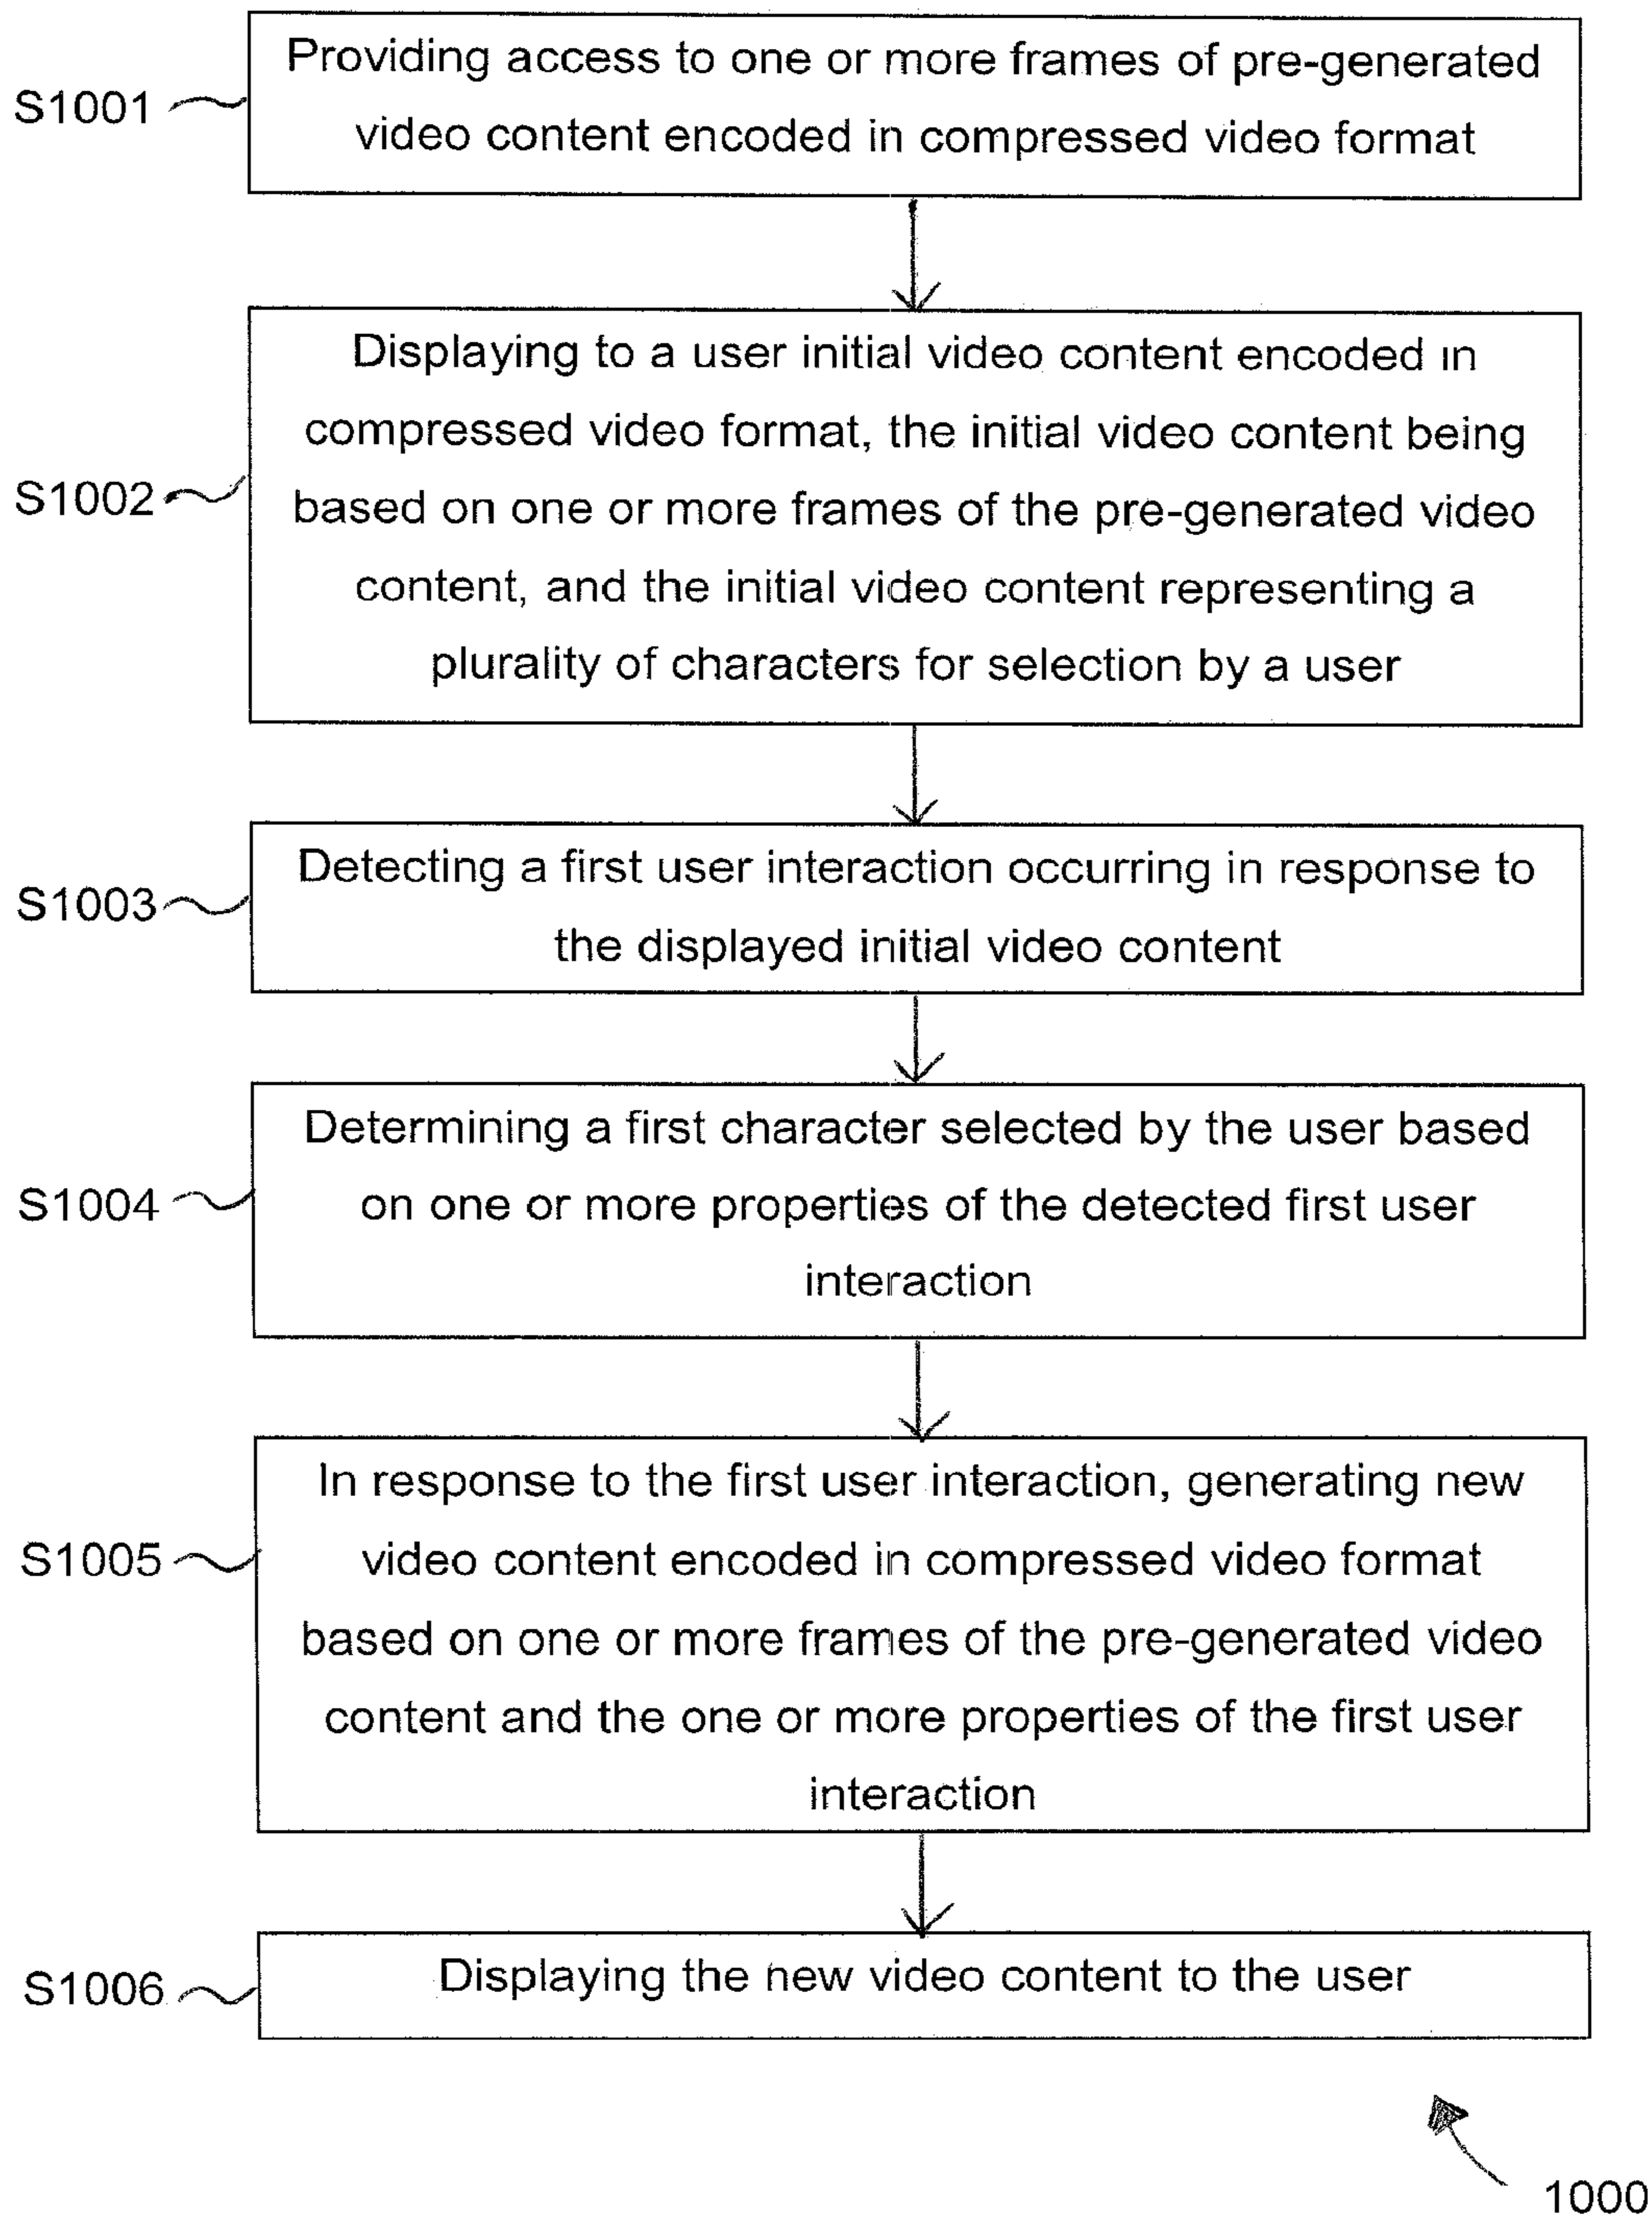 Providing access to one or more frames of pre-generated
S1001
video content encoded in compressed video format
Displaying to a user initial video content encoded in
compressed video format, the initial video content being
S1002
based on one or more frames of the pre-generated video
content, and the initial video content representing a
plurality of characters for selection by a user
Detecting a first user interaction occurring in response to
S1003
the displayed initial video content
Determining a first character selected by the user based
S1004
on one or more properties of the detected first user
interaction
In response to the first user interaction, generating new
S1005
video content encoded in compressed video format
based on one or more frames of the pre-generated video
content and the one or more properties of the first user
interaction
S1006
Displaying the new video content to the user
1000